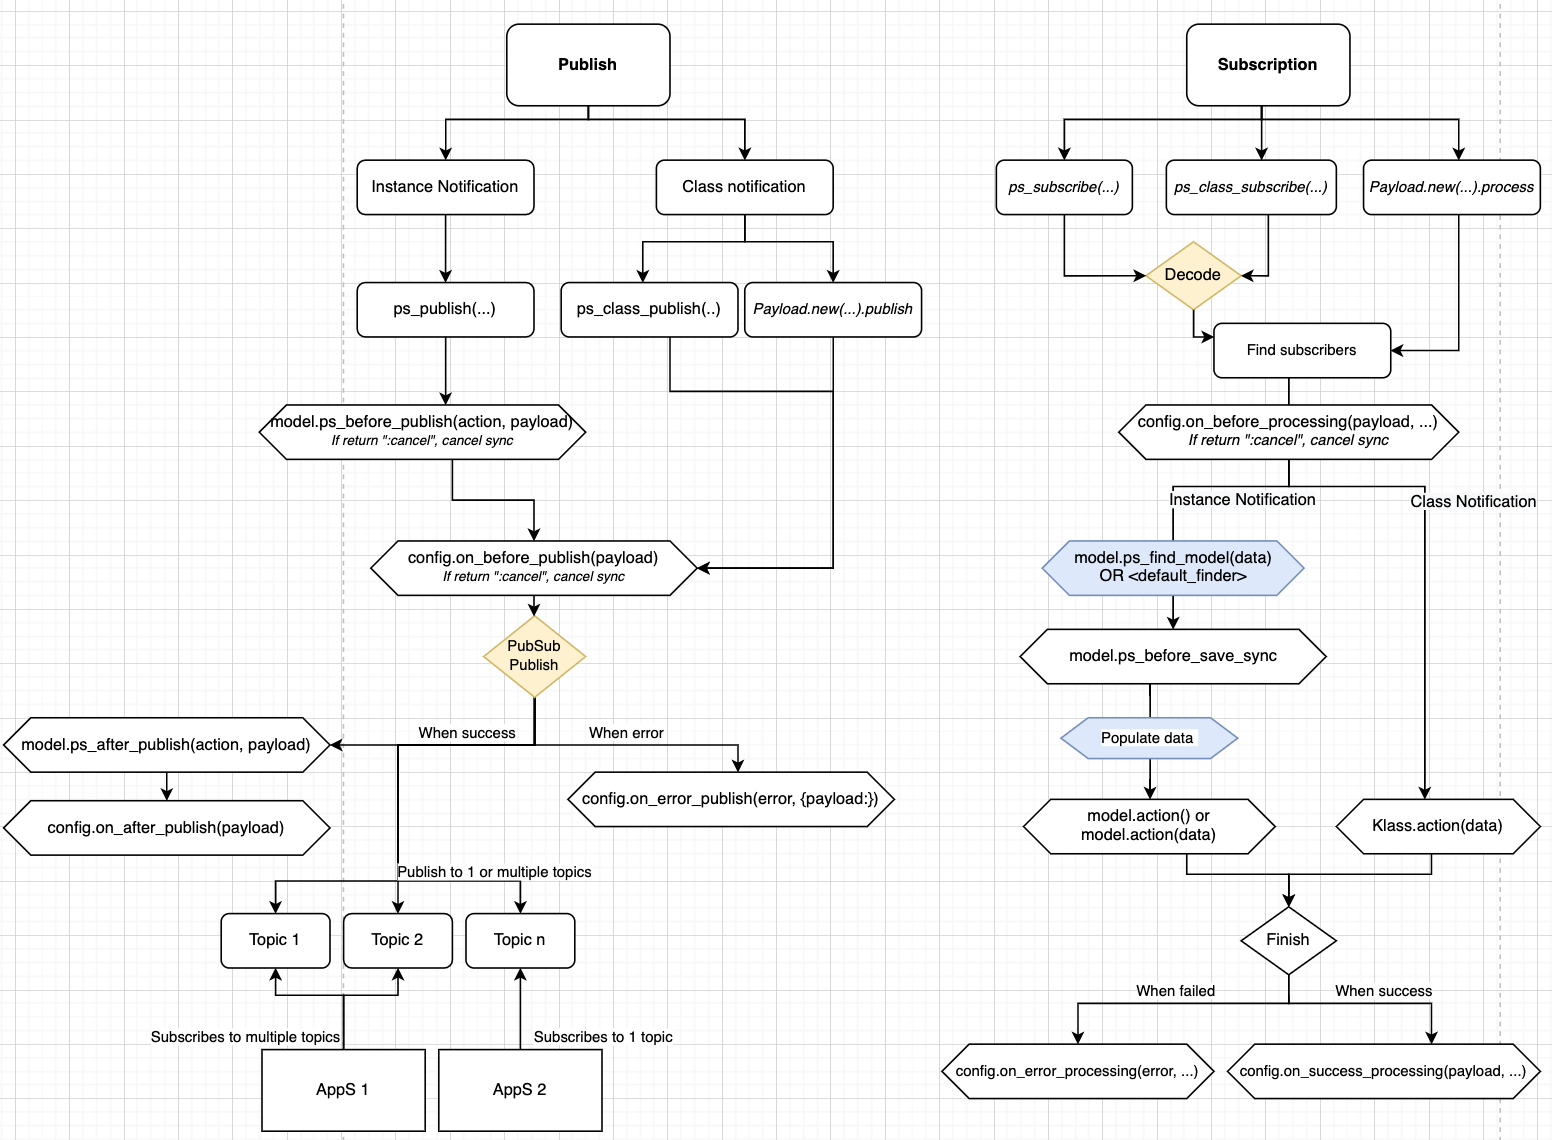 Publish
Instance Notification
Class notification
ps_publish(...)
ps_class_publish(..)
Payload.new(...).publish
model.ps_before_publish(action, payload)
If return ":cancel", cancel sync
config.on_before_publish(payload)
If return ":cancel", cancel sync
PubSub
Publish
When success
When error
model.ps_after_publish(action, payload)
config.on_after_publish(payload)
config.on_error_publish(error, {payload:})
Publish to 1 or multiple topics
Topic 1
Topic 2
Topic n
Subscribes to multiple topics
Subscribes to 1 topic
AppS 1
AppS 2
Subscription
ps_subscribe(...)
ps_class_subscribe(...)
Payload.new(...).process
Decode
Find subscribers
config.on_before_processing(payload, ...)
If return ":cancel", cancel sync
Instance Notification
Class Notification
model.ps_find_model(data)
OR <default_finder>
model.ps_before_save_sync
Populate data
model.action() or
model.action(data)
Klass.action(data)
Finish
When failed
When success
config.on_error_processing(error, ...)
config.on_success_processing(payload, ...)